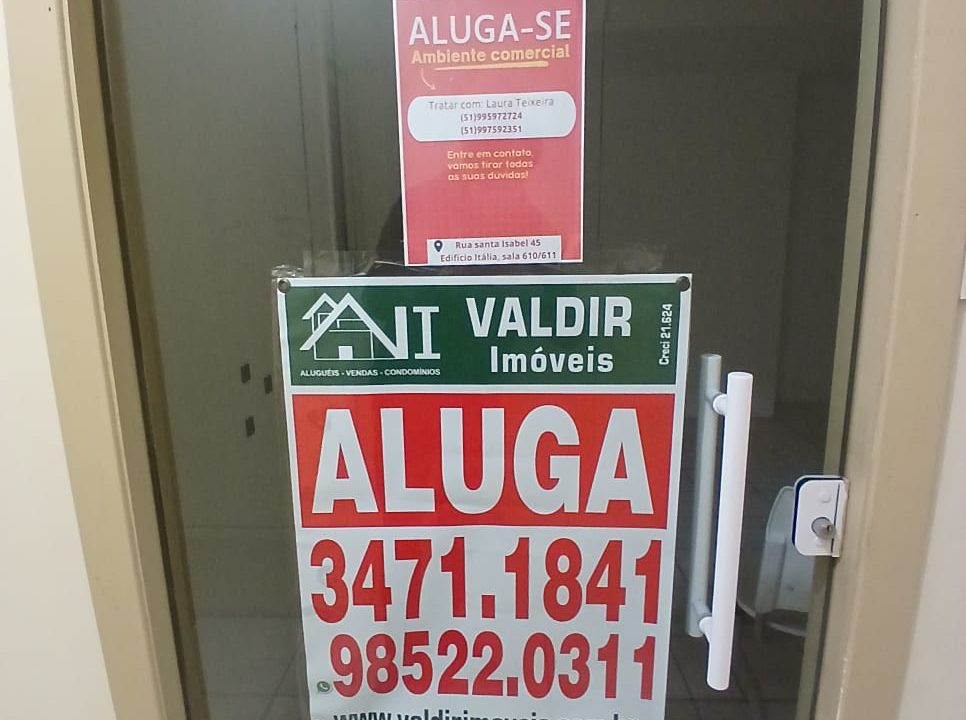 ALUGA-SE
Ambiente comercial
Tratar com: Laura Teixeira
(51)995972724
(51)997592351
Entre em contato,
vamos tirar todas
as suas dúvidas!
Rua santa Isabel 45
Edifício Itália, sala 610/611
VALDIR
Imóveis
Creci 21.624
ALUGUÉIS - VENDAS - CONDOMÍNIOS
ALUGA
3471.1841
98522.0311